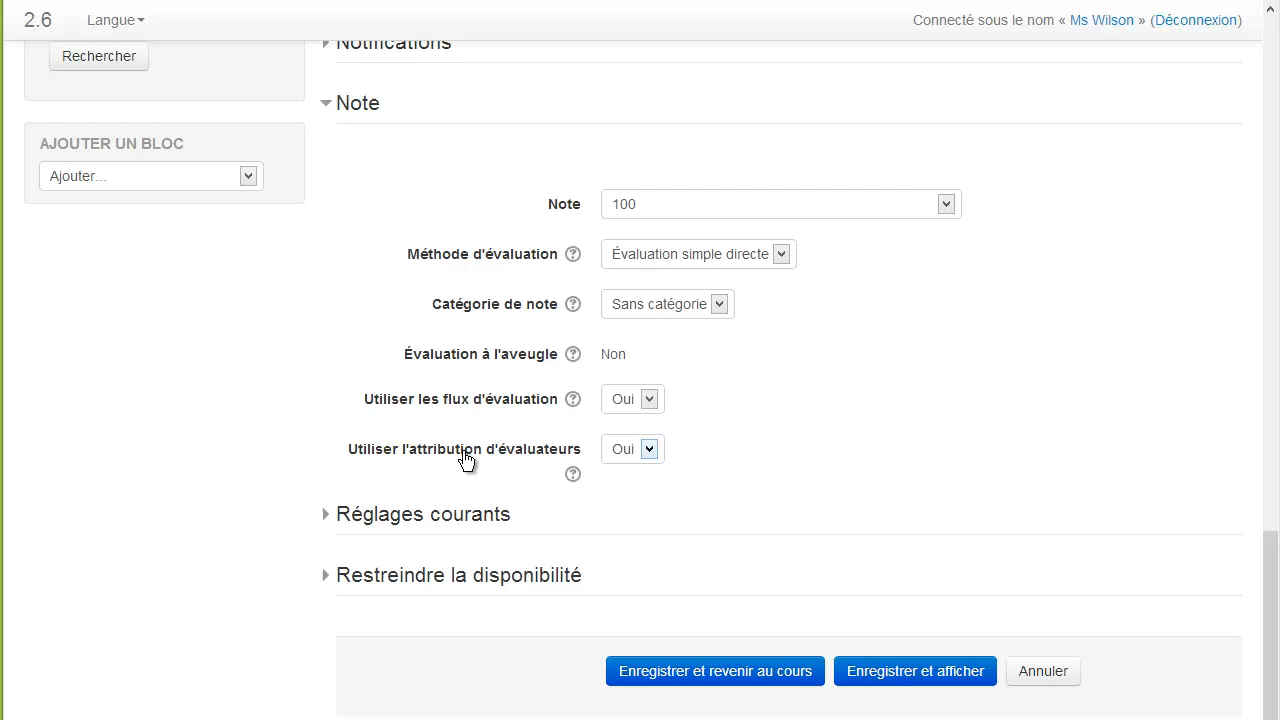 2.6 Langue Connecté sous le nom « Ms Wilson » (Déconnexion)
Notifications
Rechercher
Note
AJOUTER UN BLOC
Ajouter...
Note 100
Méthode d'évaluation Évaluation simple directe
Catégorie de note Sans catégorie
Évaluation à l'aveugle Non
Utiliser les flux d'évaluation Oui
Utiliser l'attribution d'évaluateurs Oui
Réglages courants
Restreindre la disponibilité
Enregistrer et revenir au cours Enregistrer et afficher Annuler